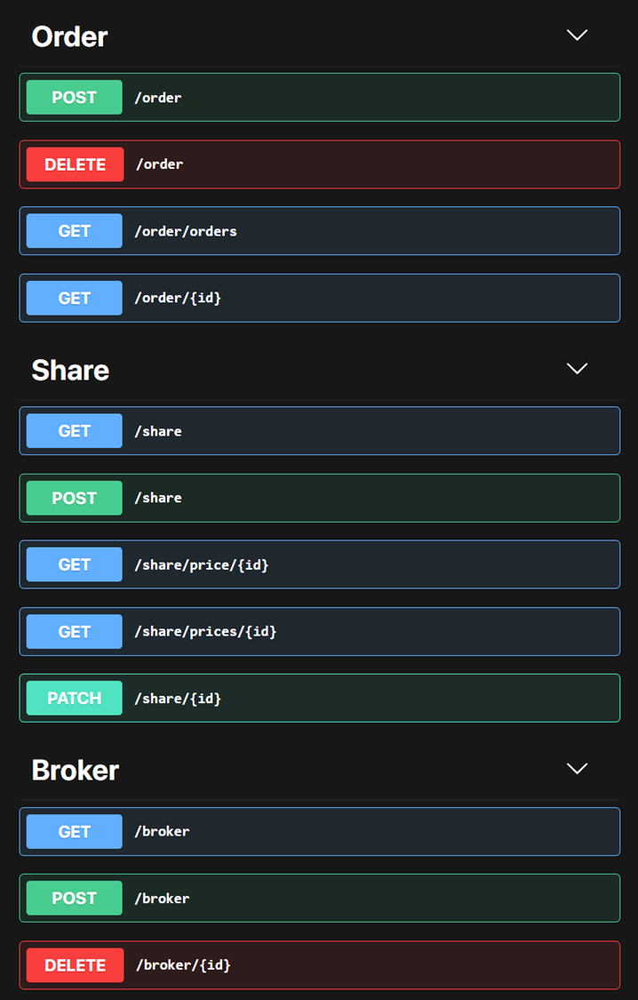 Order
POST /order
DELETE /order
GET /order/orders
GET /order/{id}
Share
GET /share
POST /share
GET /share/price/{id}
GET /share/prices/{id}
PATCH /share/{id}
Broker
GET /broker
POST /broker
DELETE /broker/{id}